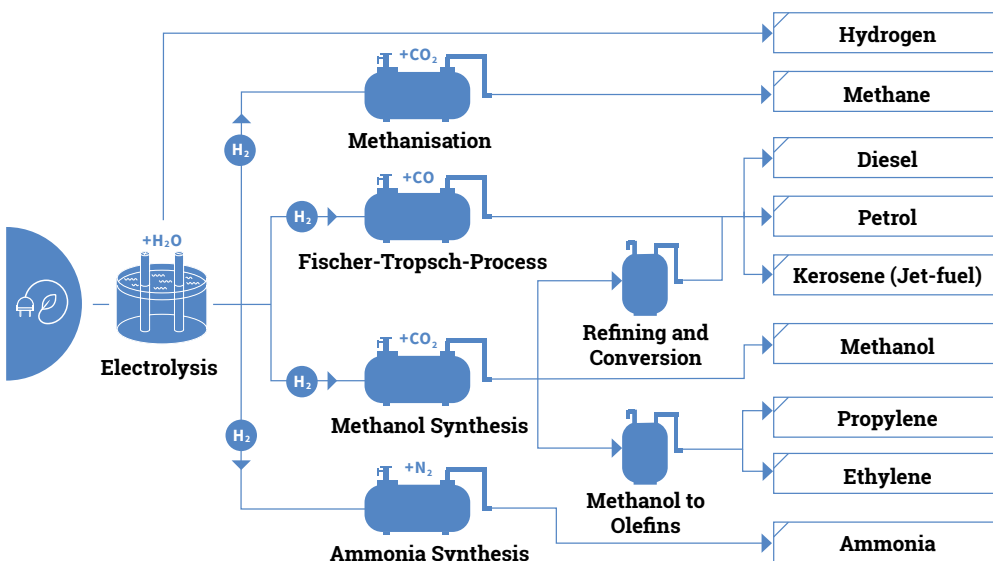 Hydrogen
+CO₂
Methane
Methanisation
H₂
Diesel
+CO
H₂
Petrol
+H₂O
Fischer-Tropsch-Process
Kerosene (Jet-fuel)
Refining and
Conversion
Electrolysis
+CO₂
Methanol
H₂
Methanol Synthesis
Propylene
H₂
+N₂
Ethylene
Methanol to
Olefins
Ammonia Synthesis
Ammonia